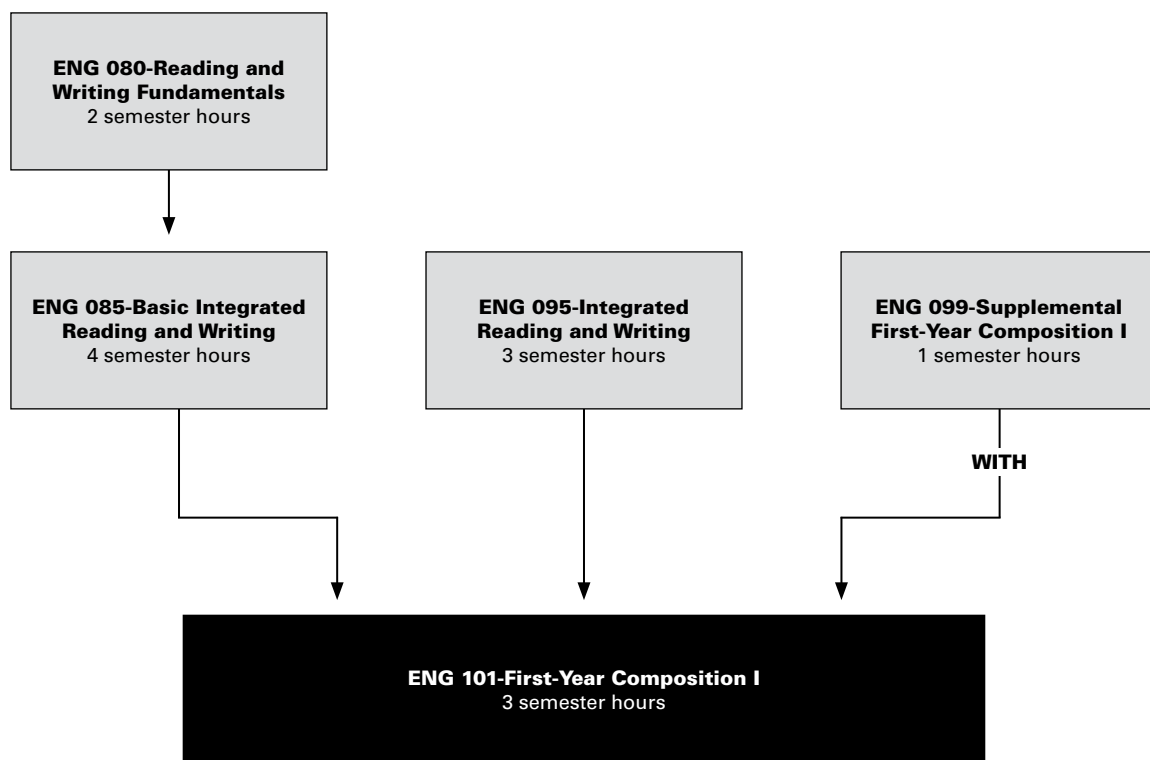 ENG 080-Reading and
Writing Fundamentals
2 semester hours
ENG 085-Basic Integrated
Reading and Writing
4 semester hours
ENG 095-Integrated
Reading and Writing
3 semester hours
ENG 099-Supplemental
First-Year Composition I
1 semester hours
WITH
ENG 101-First-Year Composition I
3 semester hours